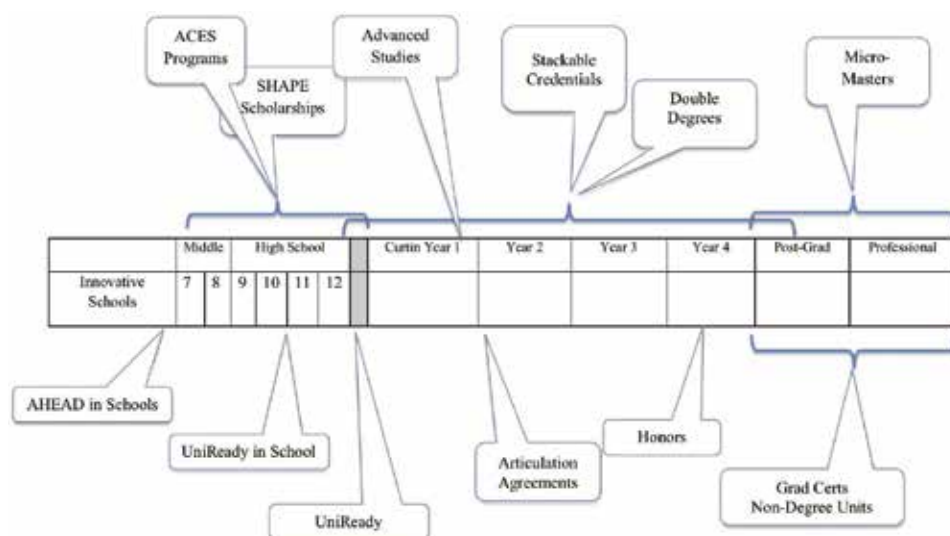 ACES
Programs
SHAPE
Scholarships
Advanced
Studies
Stackable
Credentials
Double
Degrees
Micro-
Masters
Middle High School Curtin Year 1 Year 2 Year 3 Year 4 Post-Grad Professional
Innovative
Schools
7 8 9 10 11 12
AHEAD in Schools
UniReady in School
UniReady
Articulation
Agreements
Honors
Grad Certs
Non-Degree Units